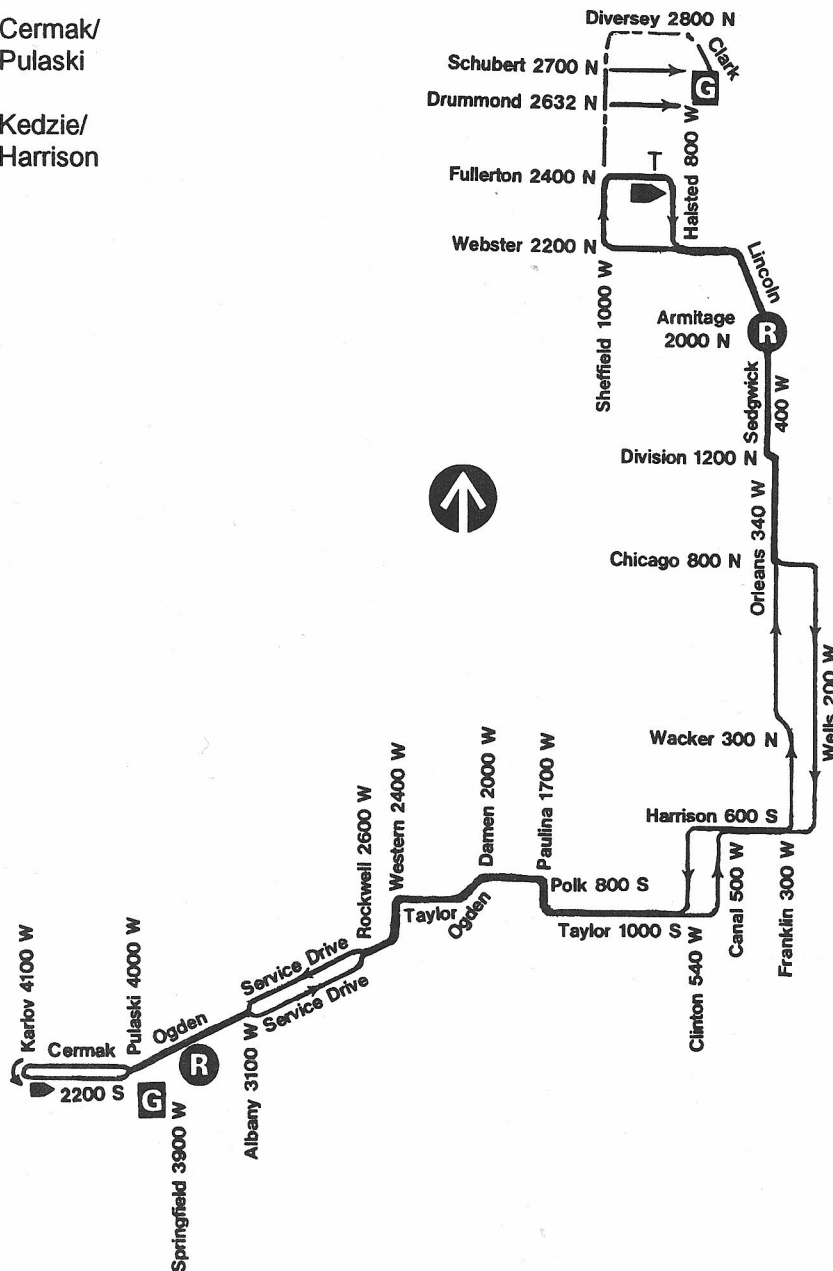 Cermak/
Pulaski
Kedzie/
Harrison
Diversey 2800 N
Clark
Schubert 2700 N
G
Drummond 2632 N
Halsted 800 W
T
Fullerton 2400 N
Webster 2200 N
Lincoln
Sheffield 1000 W
Armitage
2000 N
R
Sedgwick
400 W
Division 1200 N
Orleans 340 W
Chicago 800 N
Wells 200 W
Wacker 300 N
Harrison 600 S
Canal 500 W
Franklin 300 W
Clinton 540 W
Taylor 1000 S
Polk 800 S
Paulina 1700 W
Damen 2000 W
Ogden
Taylor
Western 2400 W
Rockwell 2600 W
Service Drive
Service Drive
Albany 3100 W
Ogden
R
Pulaski 4000 W
Karlov 4100 W
Cermak
2200 S
G
Springfield 3900 W